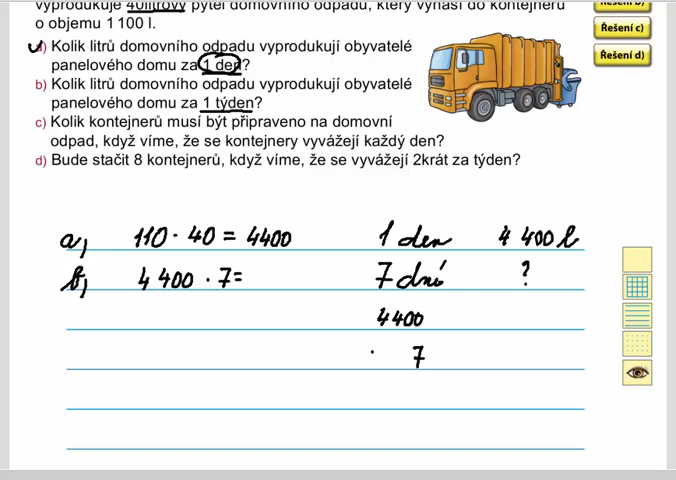 vyprodukuje 40litrový pytel domovního odpadu, který vynáší do kontejneru
o objemu 1 100 l.
a) Kolik litrů domovního odpadu vyprodukují obyvatelé
panelového domu za 1 den?
b) Kolik litrů domovního odpadu vyprodukují obyvatelé
panelového domu za 1 týden?
c) Kolik kontejnerů musí být připraveno na domovní
odpad, když víme, že se kontejnery vyvážejí každý den?
d) Bude stačit 8 kontejnerů, když víme, že se vyvážejí 2krát za týden?
Řešení b)
Řešení c)
Řešení d)
a) 110 · 40 = 4400 1 den 4 400 l
b) 4 400 · 7 = 7 dní ?
4400
· 7